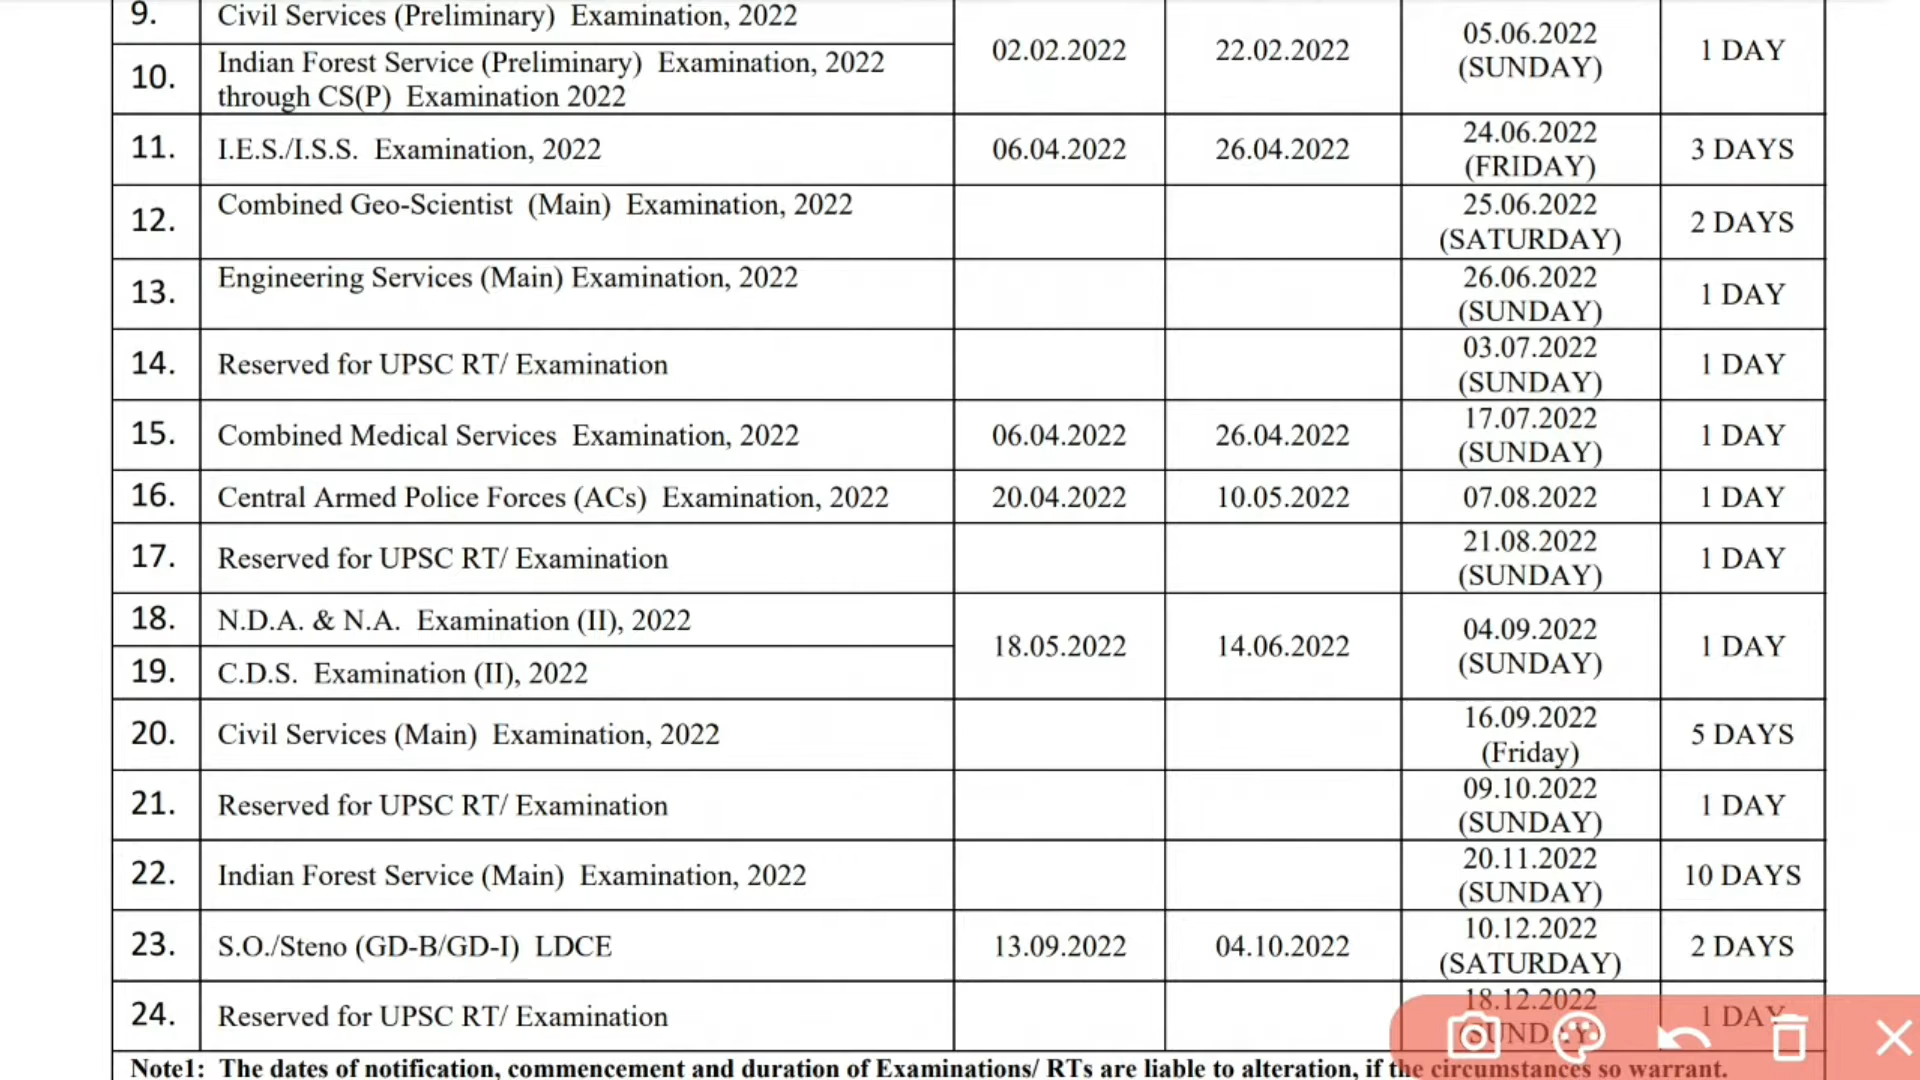 9. Civil Services (Preliminary) Examination, 2022 02.02.2022 22.02.2022 05.06.2022 (SUNDAY) 1 DAY
10. Indian Forest Service (Preliminary) Examination, 2022
through CS(P) Examination 2022
11. I.E.S./I.S.S. Examination, 2022 06.04.2022 26.04.2022 24.06.2022
(FRIDAY) 3 DAYS
12. Combined Geo-Scientist (Main) Examination, 2022 25.06.2022
(SATURDAY) 2 DAYS
13. Engineering Services (Main) Examination, 2022 26.06.2022
(SUNDAY) 1 DAY
14. Reserved for UPSC RT/ Examination 03.07.2022
(SUNDAY) 1 DAY
15. Combined Medical Services Examination, 2022 06.04.2022 26.04.2022 17.07.2022
(SUNDAY) 1 DAY
16. Central Armed Police Forces (ACs) Examination, 2022 20.04.2022 10.05.2022 07.08.2022 1 DAY
17. Reserved for UPSC RT/ Examination 21.08.2022
(SUNDAY) 1 DAY
18. N.D.A. & N.A. Examination (II), 2022 18.05.2022 14.06.2022 04.09.2022
(SUNDAY) 1 DAY
19. C.D.S. Examination (II), 2022
20. Civil Services (Main) Examination, 2022 16.09.2022
(Friday) 5 DAYS
21. Reserved for UPSC RT/ Examination 09.10.2022
(SUNDAY) 1 DAY
22. Indian Forest Service (Main) Examination, 2022 20.11.2022
(SUNDAY) 10 DAYS
23. S.O./Steno (GD-B/GD-I) LDCE 13.09.2022 04.10.2022 10.12.2022
(SATURDAY) 2 DAYS
24. Reserved for UPSC RT/ Examination 18.12.2022
(SUNDAY) 1 DAY
Note1: The dates of notification, commencement and duration of Examinations/ RTs are liable to alteration, if the circumstances so warrant.